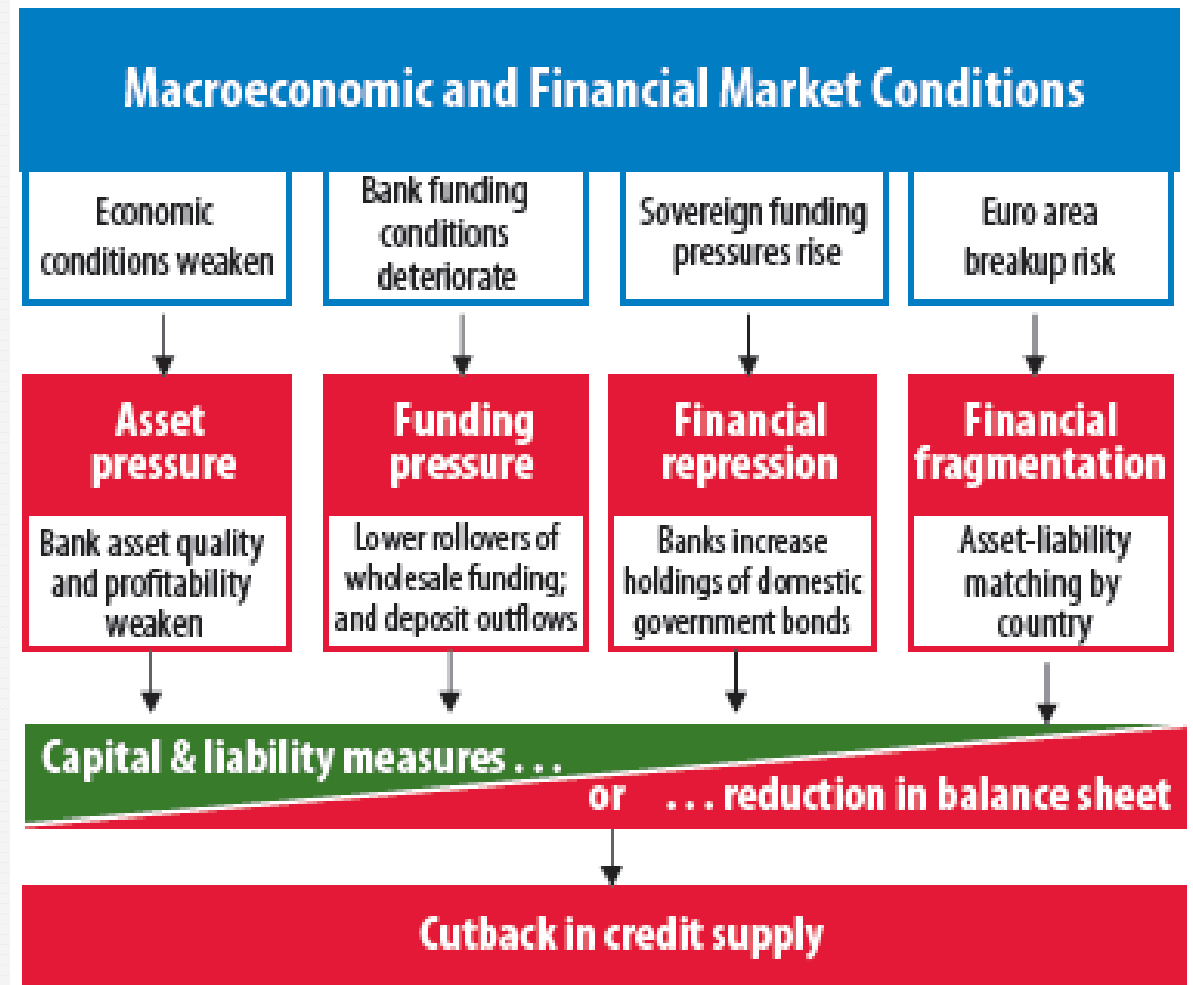 Macroeconomic and Financial Market Conditions
Economic
conditions weaken
Bank funding
conditions
deteriorate
Sovereign funding
pressures rise
Euro area
breakup risk
Asset
pressure
Bank asset quality
and profitability
weaken
Funding
pressure
Lower rollovers of
wholesale funding;
and deposit outflows
Financial
repression
Banks increase
holdings of domestic
government bonds
Financial
fragmentation
Asset-liability
matching by
country
Capital & liability measures . . .
or . . . reduction in balance sheet
Cutback in credit supply